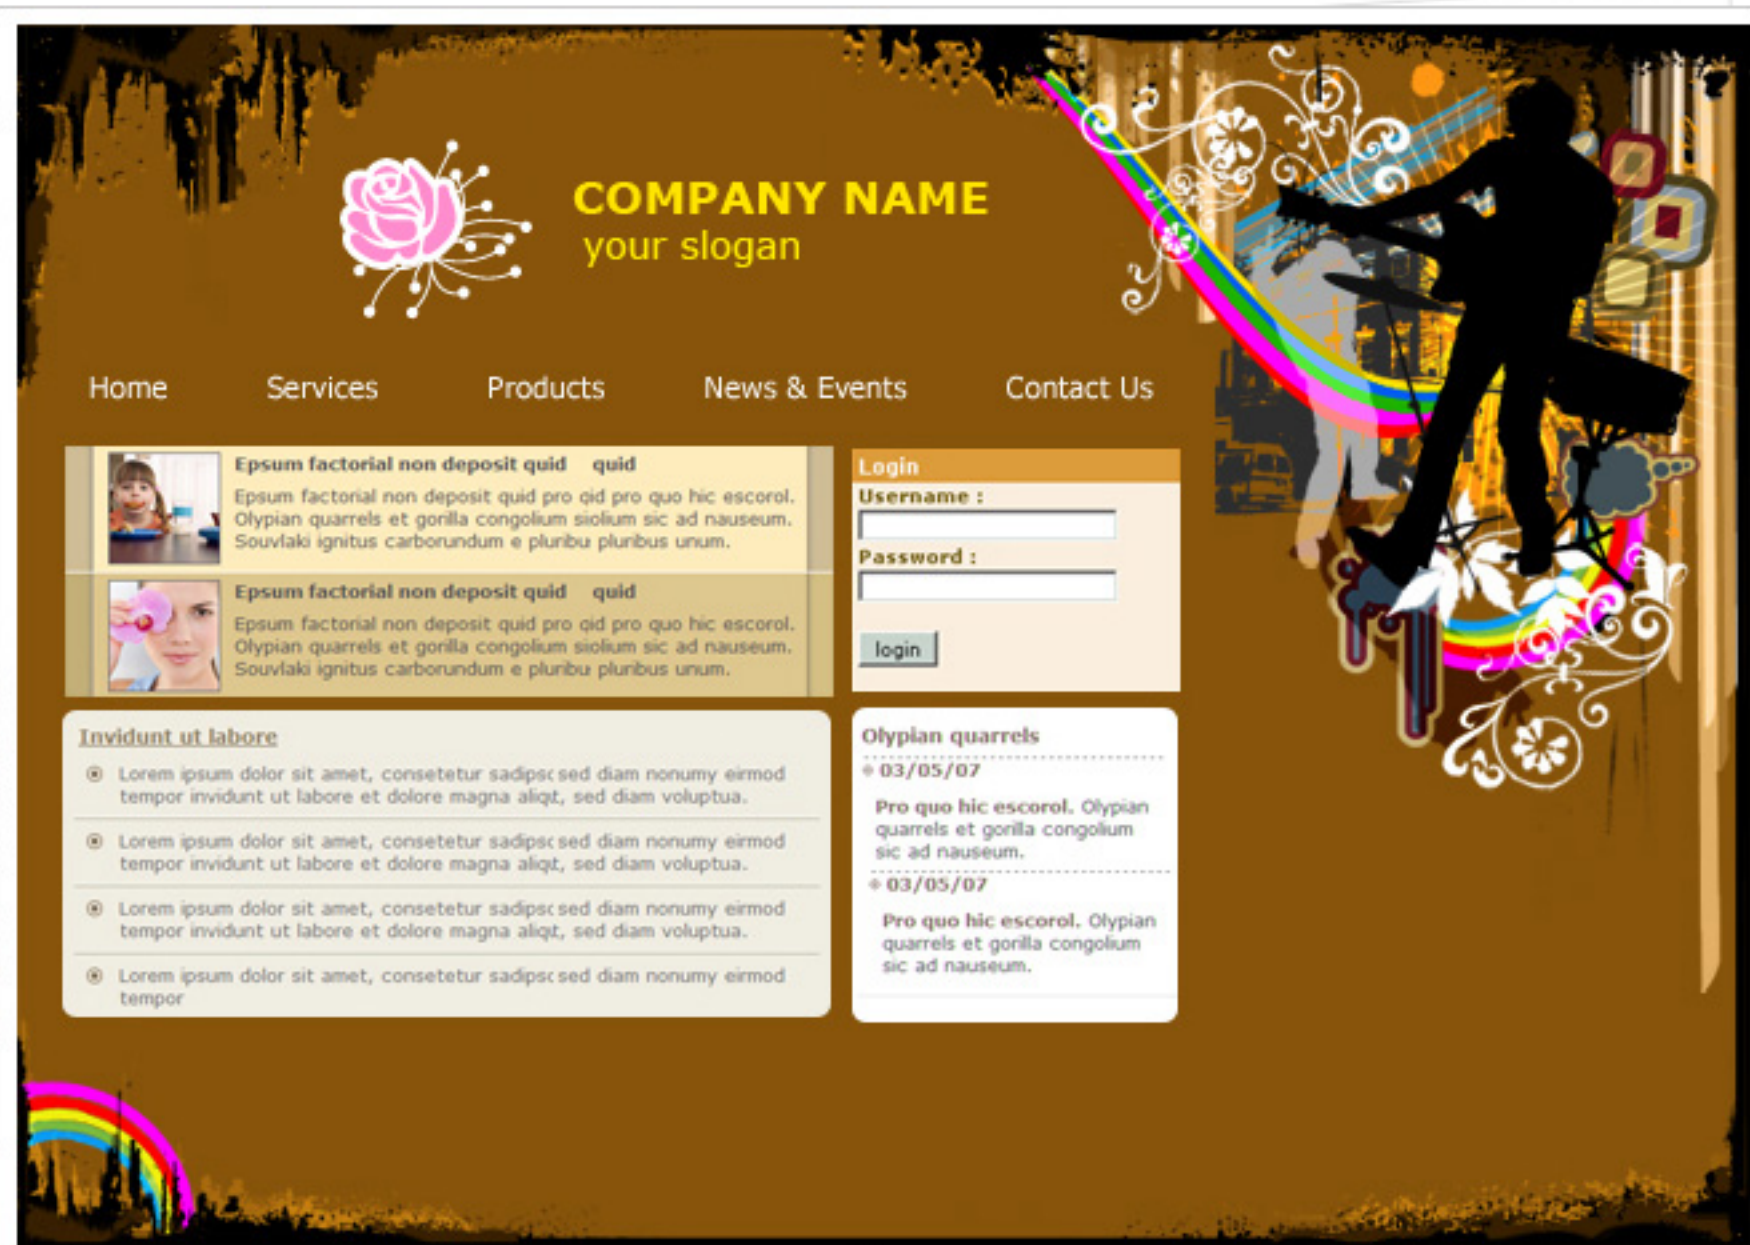 COMPANY NAME
your slogan
Home Services Products News & Events Contact Us
Epsum factorial non deposit quid quid
Epsum factorial non deposit quid pro qid pro quo hic escorol.
Olypian quarrels et gorilla congolium siolium sic ad nauseum.
Souvlaki ignitus carborundum e pluribu pluribus unum.
Epsum factorial non deposit quid quid
Epsum factorial non deposit quid pro qid pro quo hic escorol.
Olypian quarrels et gorilla congolium siolium sic ad nauseum.
Souvlaki ignitus carborundum e pluribu pluribus unum.
Login
Username :
Password :
login
Invidunt ut labore
Lorem ipsum dolor sit amet, consetetur sadipsc sed diam nonumy eirmod
tempor invidunt ut labore et dolore magna aliqt, sed diam voluptua.
Lorem ipsum dolor sit amet, consetetur sadipsc sed diam nonumy eirmod
tempor invidunt ut labore et dolore magna aliqt, sed diam voluptua.
Lorem ipsum dolor sit amet, consetetur sadipsc sed diam nonumy eirmod
tempor invidunt ut labore et dolore magna aliqt, sed diam voluptua.
Lorem ipsum dolor sit amet, consetetur sadipsc sed diam nonumy eirmod
tempor
Olypian quarrels
03/05/07
Pro quo hic escorol. Olypian
quarrels et gorilla congolium
sic ad nauseum.
03/05/07
Pro quo hic escorol. Olypian
quarrels et gorilla congolium
sic ad nauseum.